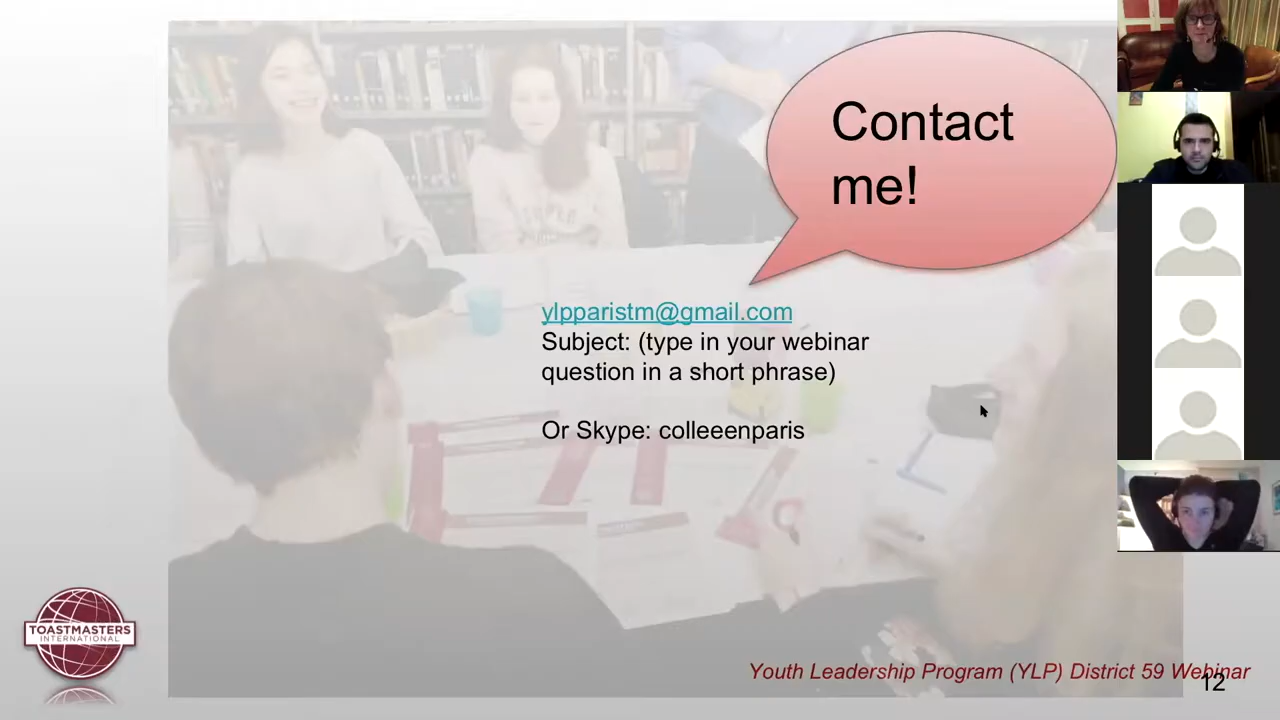 Contact
me!
ylpparistm@gmail.com
Subject: (type in your webinar
question in a short phrase)
Or Skype: colleeenparis
TOASTMASTERS
INTERNATIONAL
Youth Leadership Program (YLP) District 59 Webinar
12